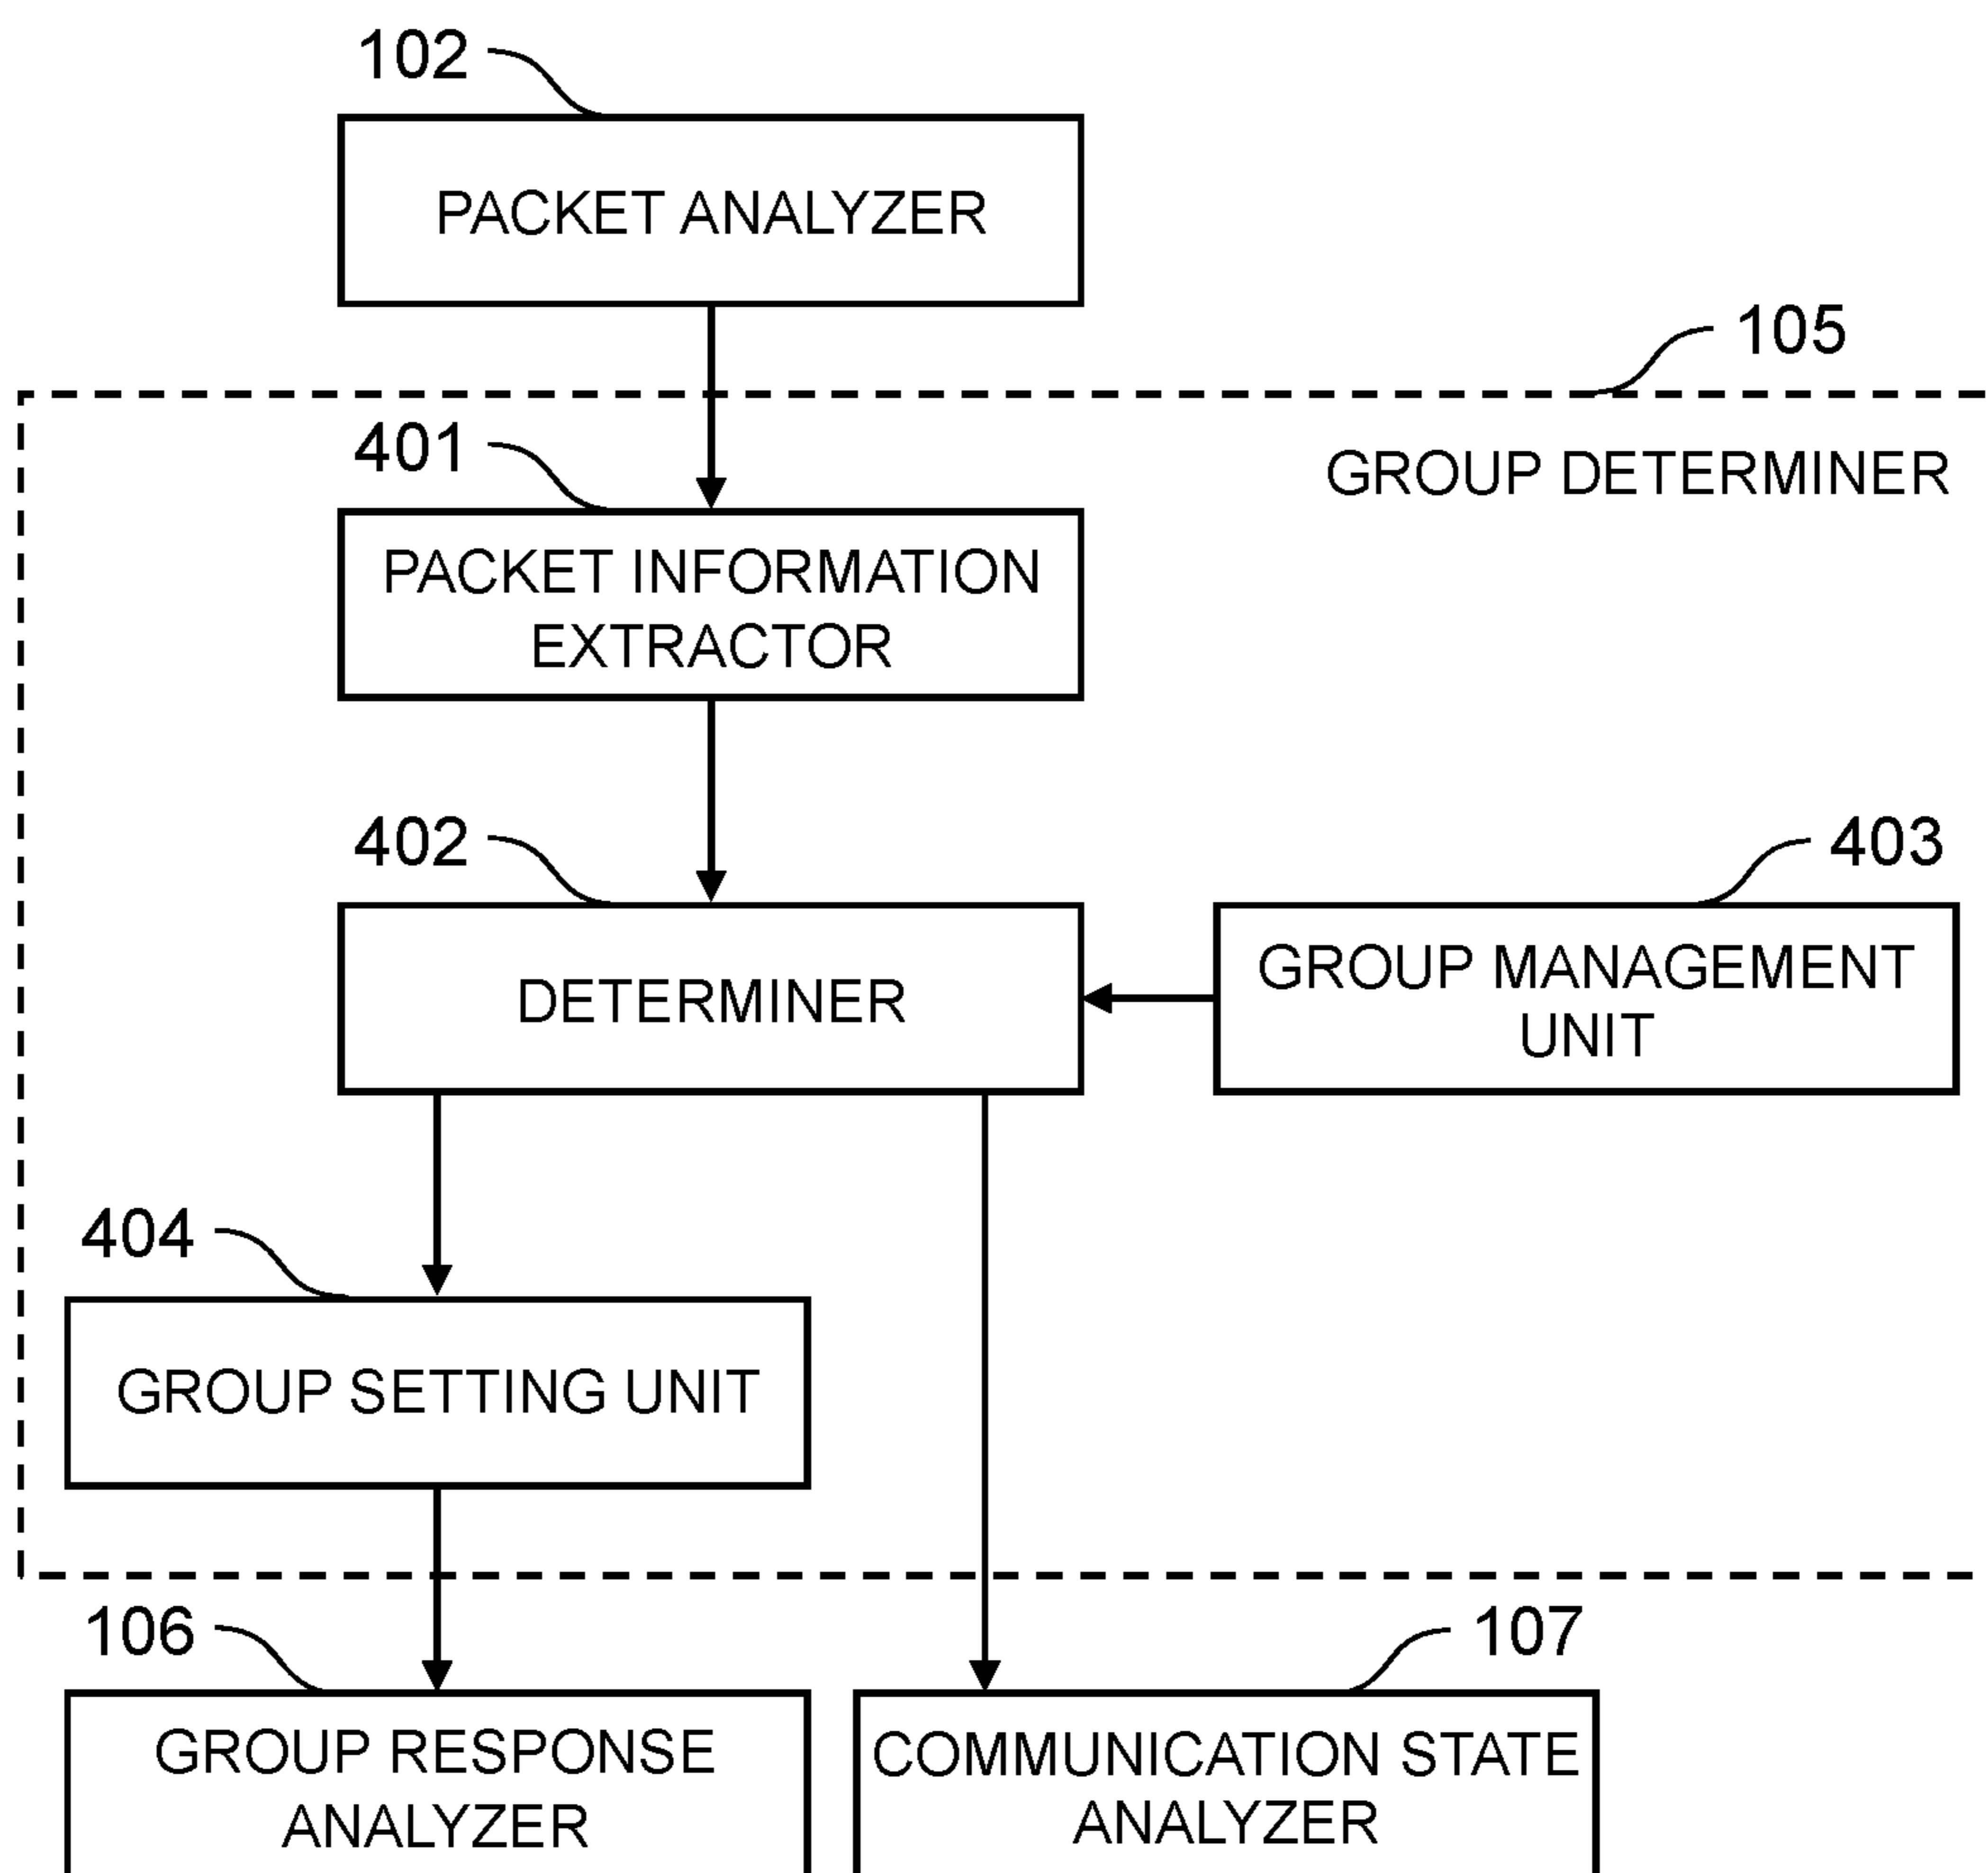 102
PACKET ANALYZER
105
401
GROUP DETERMINER
PACKET INFORMATION
EXTRACTOR
402
403
DETERMINER
GROUP MANAGEMENT
UNIT
404
GROUP SETTING UNIT
106
107
GROUP RESPONSE
ANALYZER
COMMUNICATION STATE
ANALYZER